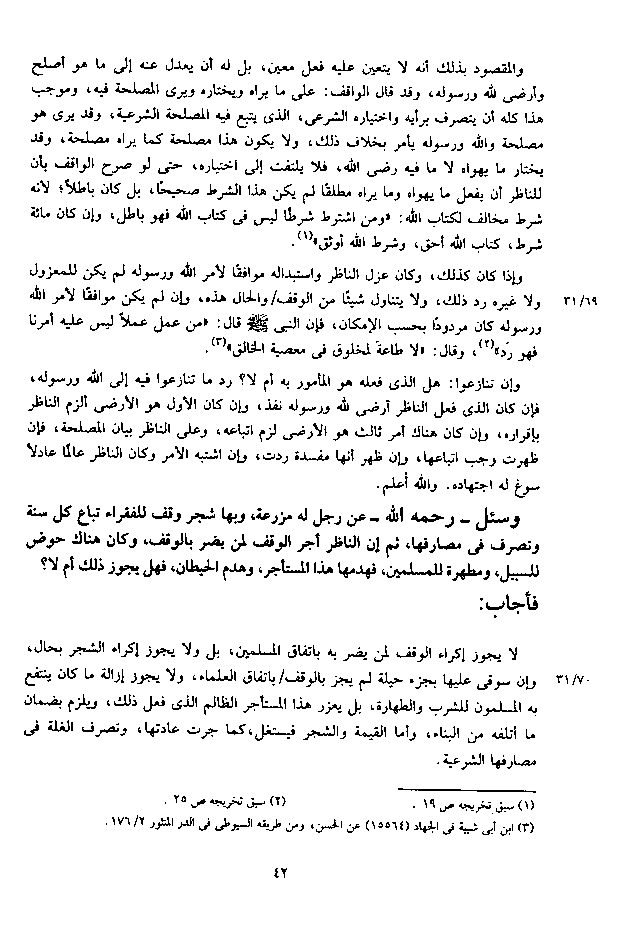 والمقصود بذلك أنه لا يتعين عليه فعل معين، بل له أن يعدل عنه إلى ما هو أصلح
وأرضى لله ورسوله، وقد قال الواقف: على ما يراه ويختاره ويرى المصلحة فيه، وموجب
هذا كله أن يتصرف برأيه واختياره الشرعى، الذى يتبع فيه المصلحة الشرعية، وقد يرى هو
مصلحة والله ورسوله يأمر بخلاف ذلك، ولا يكون هذا مصلحة كما يراه مصلحة، وقد
يختار ما يهواه لا ما فيه رضى الله، فلا يلتفت إلى اختياره، حتى لو صرح الواقف بأن
للناظر أن يفعل ما يهواه وما يراه مطلقًا لم يكن هذا الشرط صحيحًا، بل كان باطلاً؛ لأنه
شرط مخالف لكتاب الله: «ومن اشترط شرطًا ليس فى كتاب الله فهو باطل، وإن كان مائة
شرط، كتاب الله أحق، وشرط الله أوثق»(١).
وإذا كان كذلك، وكان عزل الناظر واستبداله موافقًا لأمر الله ورسوله لم يكن للمعزول
٣١/٦٩ ولا غيره رد ذلك، ولا يتناول شيئًا من الوقف/والحال هذه، وإن لم يكن موافقًا لأمر الله
ورسوله كان مردودًا بحسب الإمكان، فإن النبى ﷺ قال: «من عمل عملاً ليس عليه أمرنا
فهو رد»(٢)، وقال: «لا طاعة لمخلوق فى معصية الخالق»(٣).
وإن تنازعوا: هل الذى فعله هو المأمور به أم لا؟ رد ما تنازعوا فيه إلى الله ورسوله،
فإن كان الذى فعل الناظر أرضى لله ورسوله نفذ، وإن كان الأول هو الأرضى ألزم الناظر
بإقراره، وإن كان هناك أمر ثالث هو الأرضى لزم اتباعه، وعلى الناظر بيان المصلحة، فإن
ظهرت وجب اتباعها، وإن ظهر أنها مفسدة ردت، وإن اشتبه الأمر وكان الناظر عالمًا عادلاً
سوغ له اجتهاده. والله أعلم.
وسئل ـ رحمه الله ـ عن رجل له مزرعة، وبها شجر وقف للفقراء تباع كل سنة
وتصرف فى مصارفها، ثم إن الناظر أجر الوقف لمن يضر بالوقف، وكان هناك حوض
للسبيل، ومطهرة للمسلمين، فهدمها هذا المستأجر، وهدم الحيطان، فهل يجوز ذلك أم لا؟
فأجاب:
لا يجوز إكراء الوقف لمن يضر به باتفاق المسلمين، بل ولا يجوز إكراء الشجر بحال،
٣١/٧٠ وإن سوقى عليها بجزء حيلة لم يجز بالوقف/باتفاق العلماء، ولا يجوز إزالة ما كان ينتفع
به المسلمون للشرب والطهارة، بل يعزر هذا المستأجر الظالم الذى فعل ذلك، ويلزم بضمان
ما أتلفه من البناء، وأما القيمة والشجر فيستغل،كما جرت عادتها، وتصرف الغلة فى
مصارفها الشرعية.
(١) سبق تخريجه ص ١٩ . (٢) سبق تخريجه ص ٢٥ .
(٣) ابن أبى شيبة فى الجهاد (١٥٥٦٤) عن الحسن، ومن طريقه السيوطى فى الدر المنثور ٢/ ١٧٦ .
٤٢